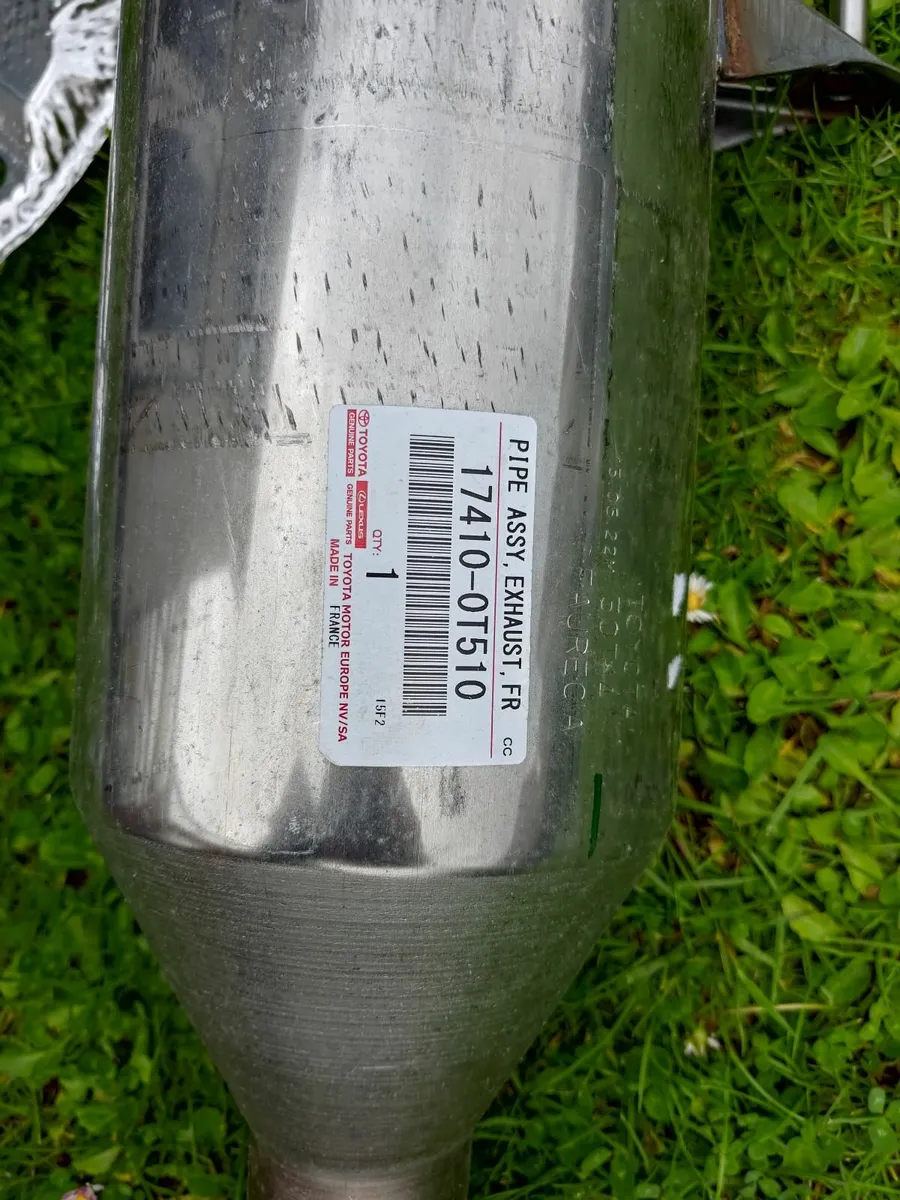 PIPE ASSY, EXHAUST, FR
CC
17410-0T510
QTY: 1
15F2
TOYOTA
GENUINE PARTS
LEXUS
GENUINE PARTS
TOYOTA MOTOR EUROPE NV/SA
MADE IN FRANCE
FAURECIA